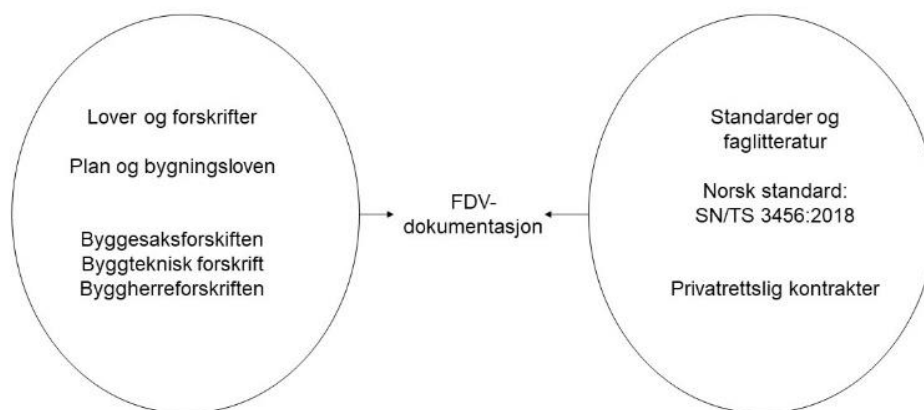 Lover og forskrifter
Plan og bygningsloven
Byggesaksforskiften
Byggteknisk forskrift
Byggherreforskriften
FDV-
dokumentasjon
Standarder og
faglitteratur
Norsk standard:
SN/TS 3456:2018
Privatrettslig kontrakter